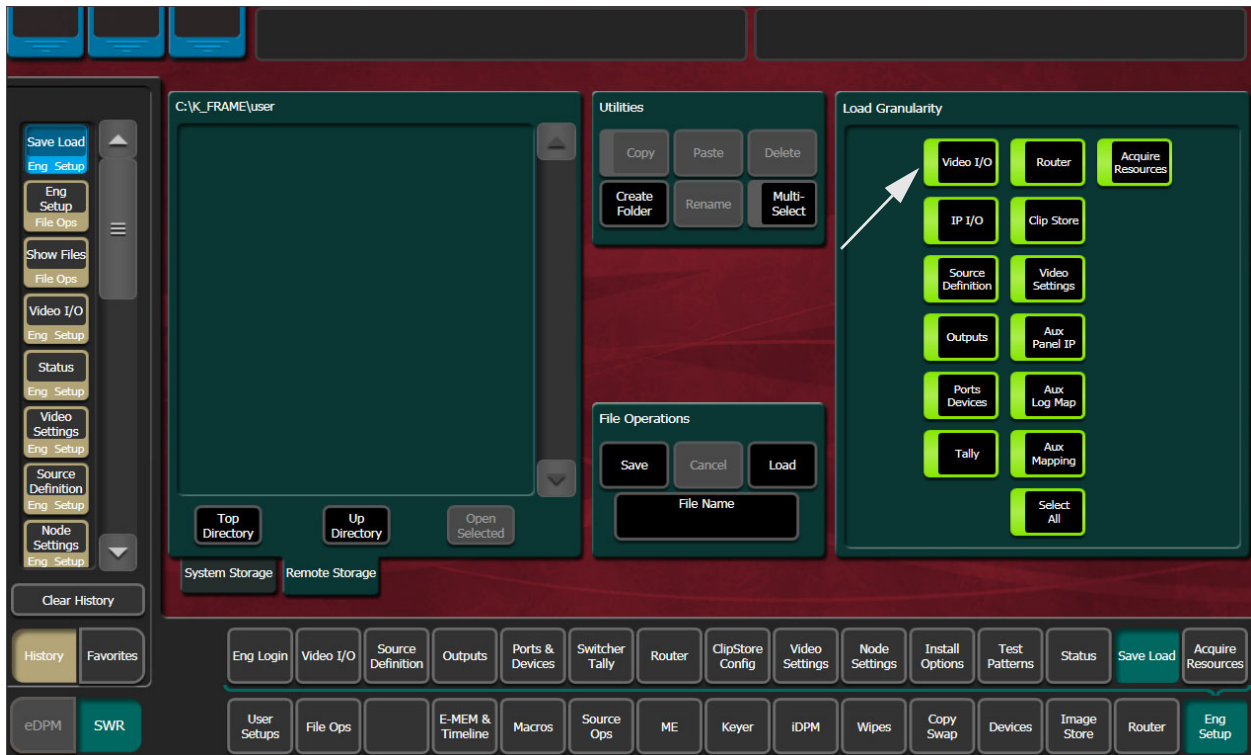 C:\K_FRAME\user
Utilities
Load Granularity
Save Load
Eng Setup
Eng
Setup
File Ops
Show Files
File Ops
Video I/O
Eng Setup
Status
Eng Setup
Video
Settings
Eng Setup
Source
Definition
Eng Setup
Node
Settings
Eng Setup
Clear History
History
Favorites
eDPM
SWR
Top
Directory
Up
Directory
Open
Selected
System Storage
Remote Storage
Copy
Paste
Delete
Create
Folder
Rename
Multi-
Select
File Operations
Save
Cancel
Load
File Name
Video I/O
Router
Acquire
Resources
IP I/O
Clip Store
Source
Definition
Video
Settings
Outputs
Aux
Panel IP
Ports
Devices
Aux
Log Map
Tally
Aux
Mapping
Select
All
Eng Login
Video I/O
Source
Definition
Outputs
Ports &
Devices
Switcher
Tally
Router
ClipStore
Config
Video
Settings
Node
Settings
Install
Options
Test
Patterns
Status
Save Load
Acquire
Resources
User
Setups
File Ops
E-MEM &
Timeline
Macros
Source
Ops
ME
Keyer
iDPM
Wipes
Copy
Swap
Devices
Image
Store
Router
Eng
Setup